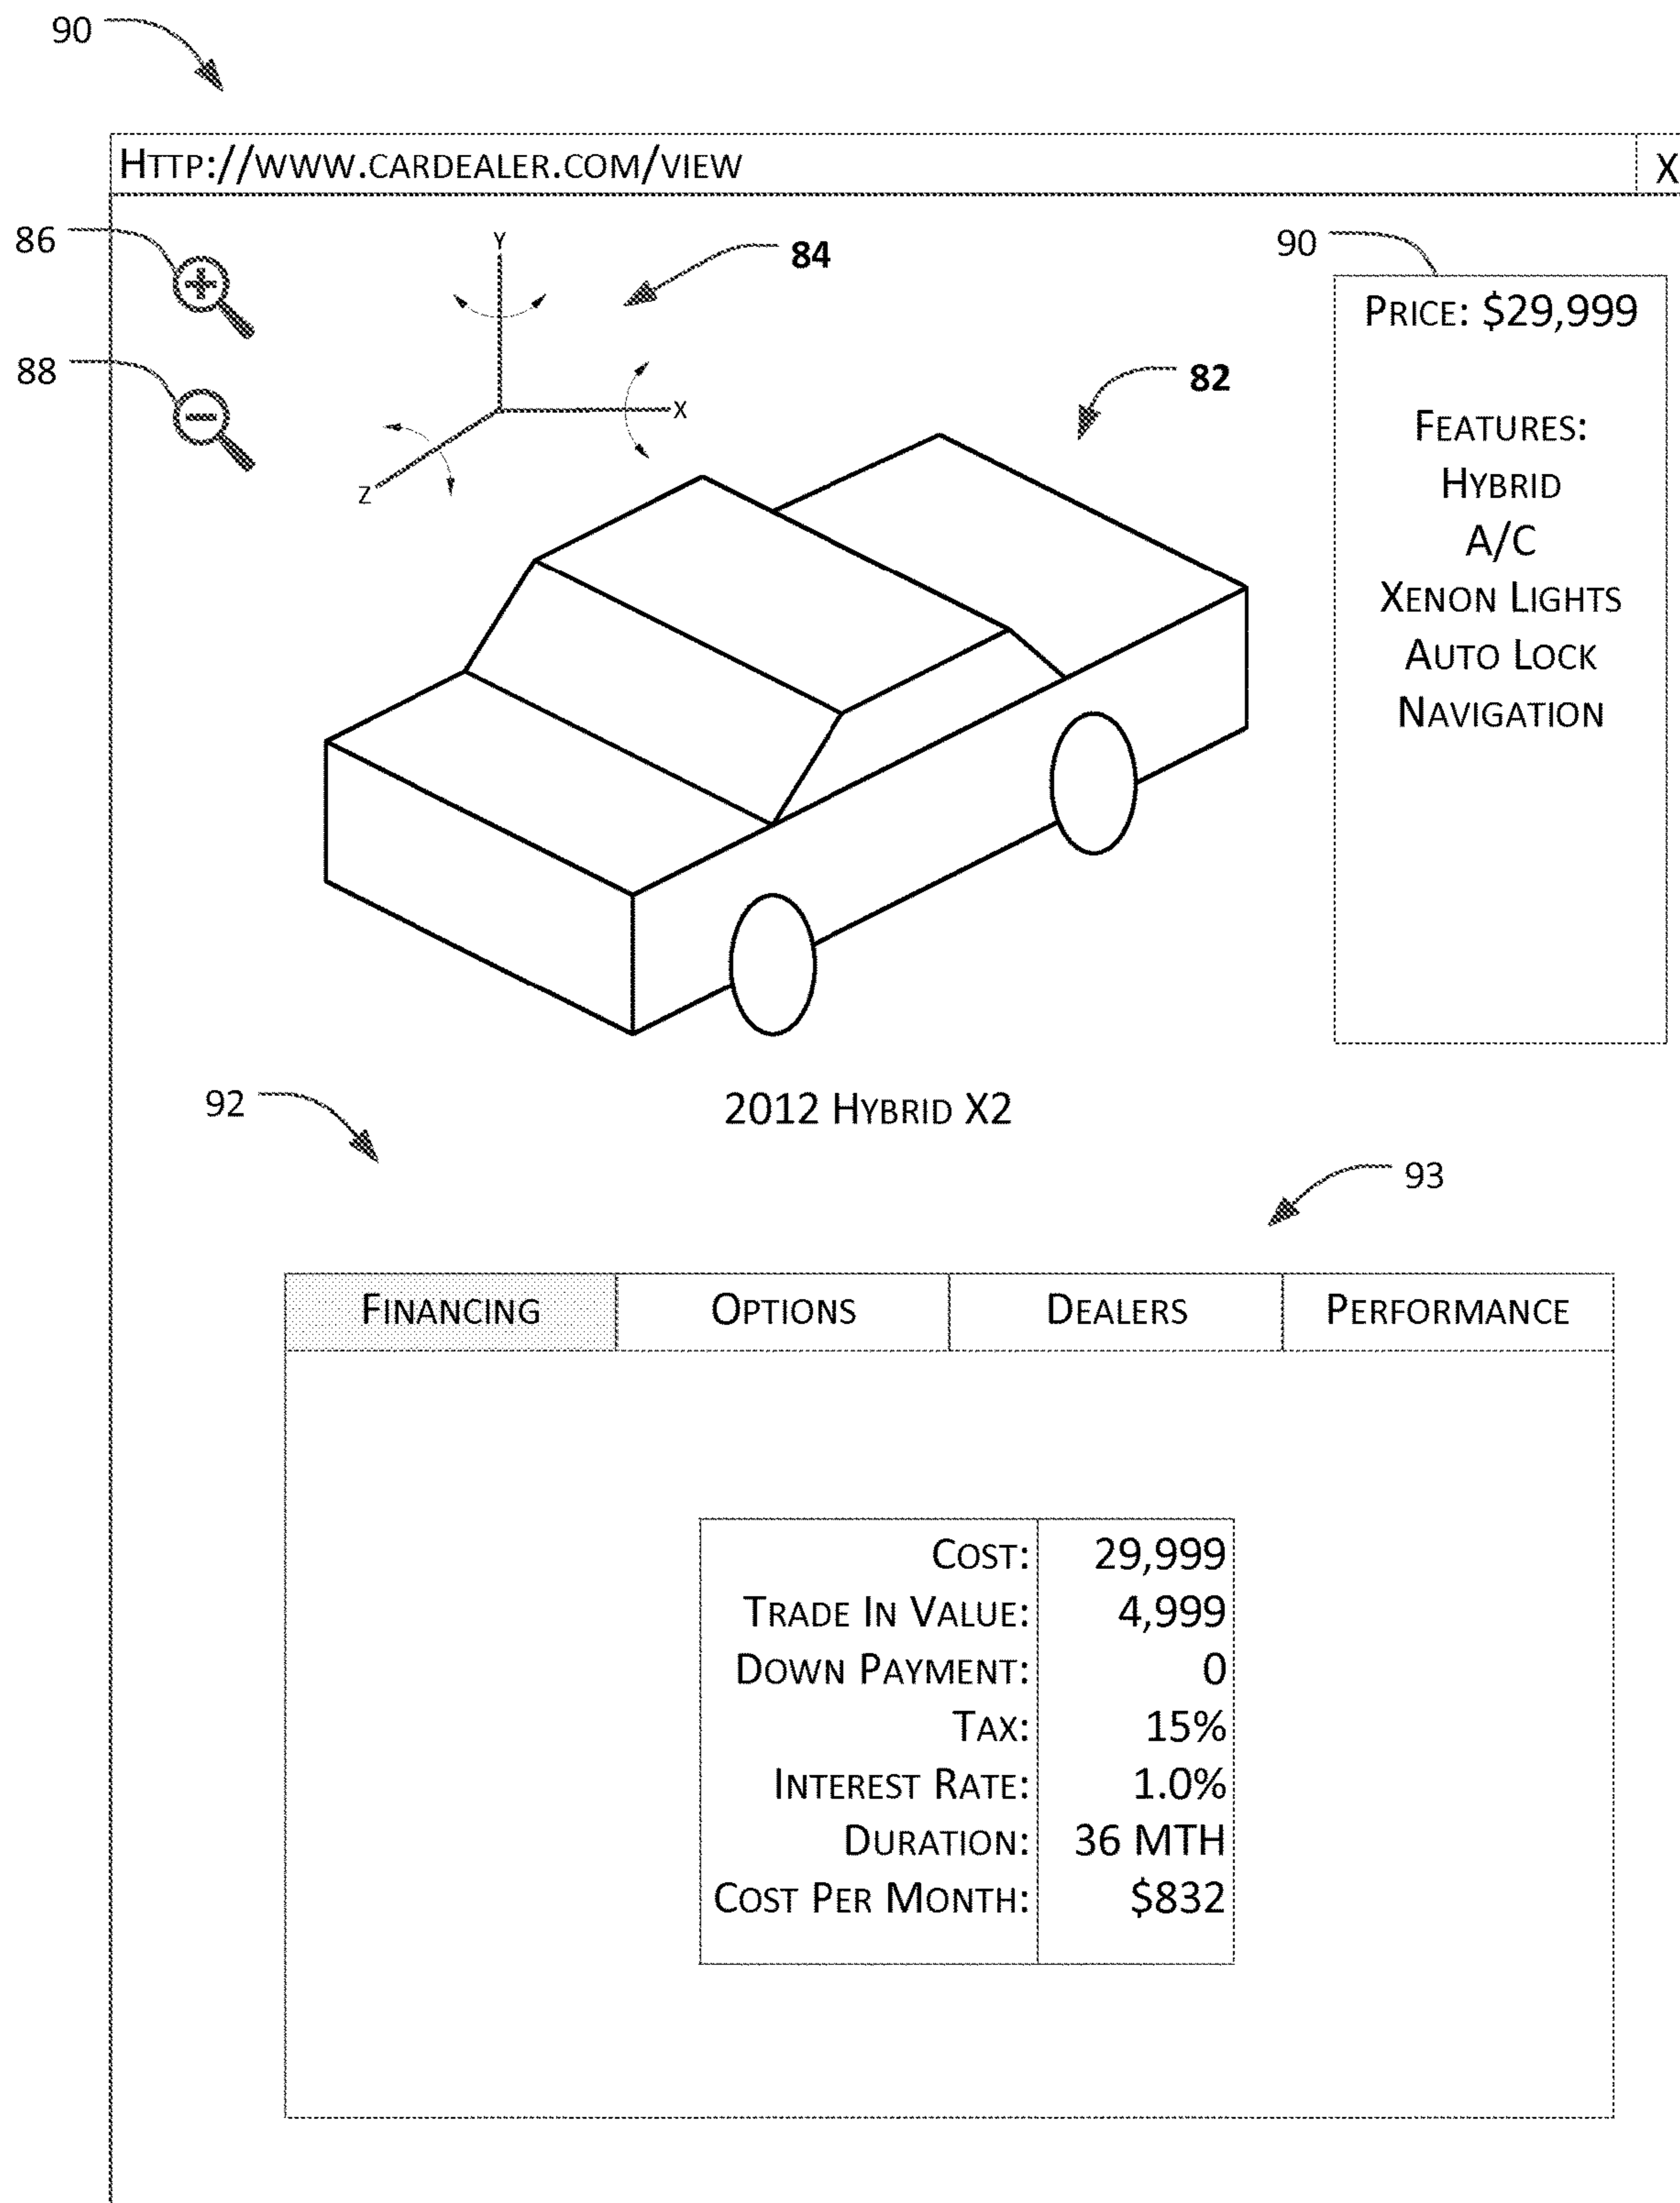 90
HTTP://WWW.CARDEALER.COM/VIEW X
86
88
Y
X
Z
84
82
90
PRICE: $29,999
FEATURES:
HYBRID
A/C
XENON LIGHTS
AUTO LOCK
NAVIGATION
2012 HYBRID X2
92
93
FINANCING OPTIONS DEALERS PERFORMANCE
COST: 29,999
TRADE IN VALUE: 4,999
DOWN PAYMENT: 0
TAX: 15%
INTEREST RATE: 1.0%
DURATION: 36 MTH
COST PER MONTH: $832